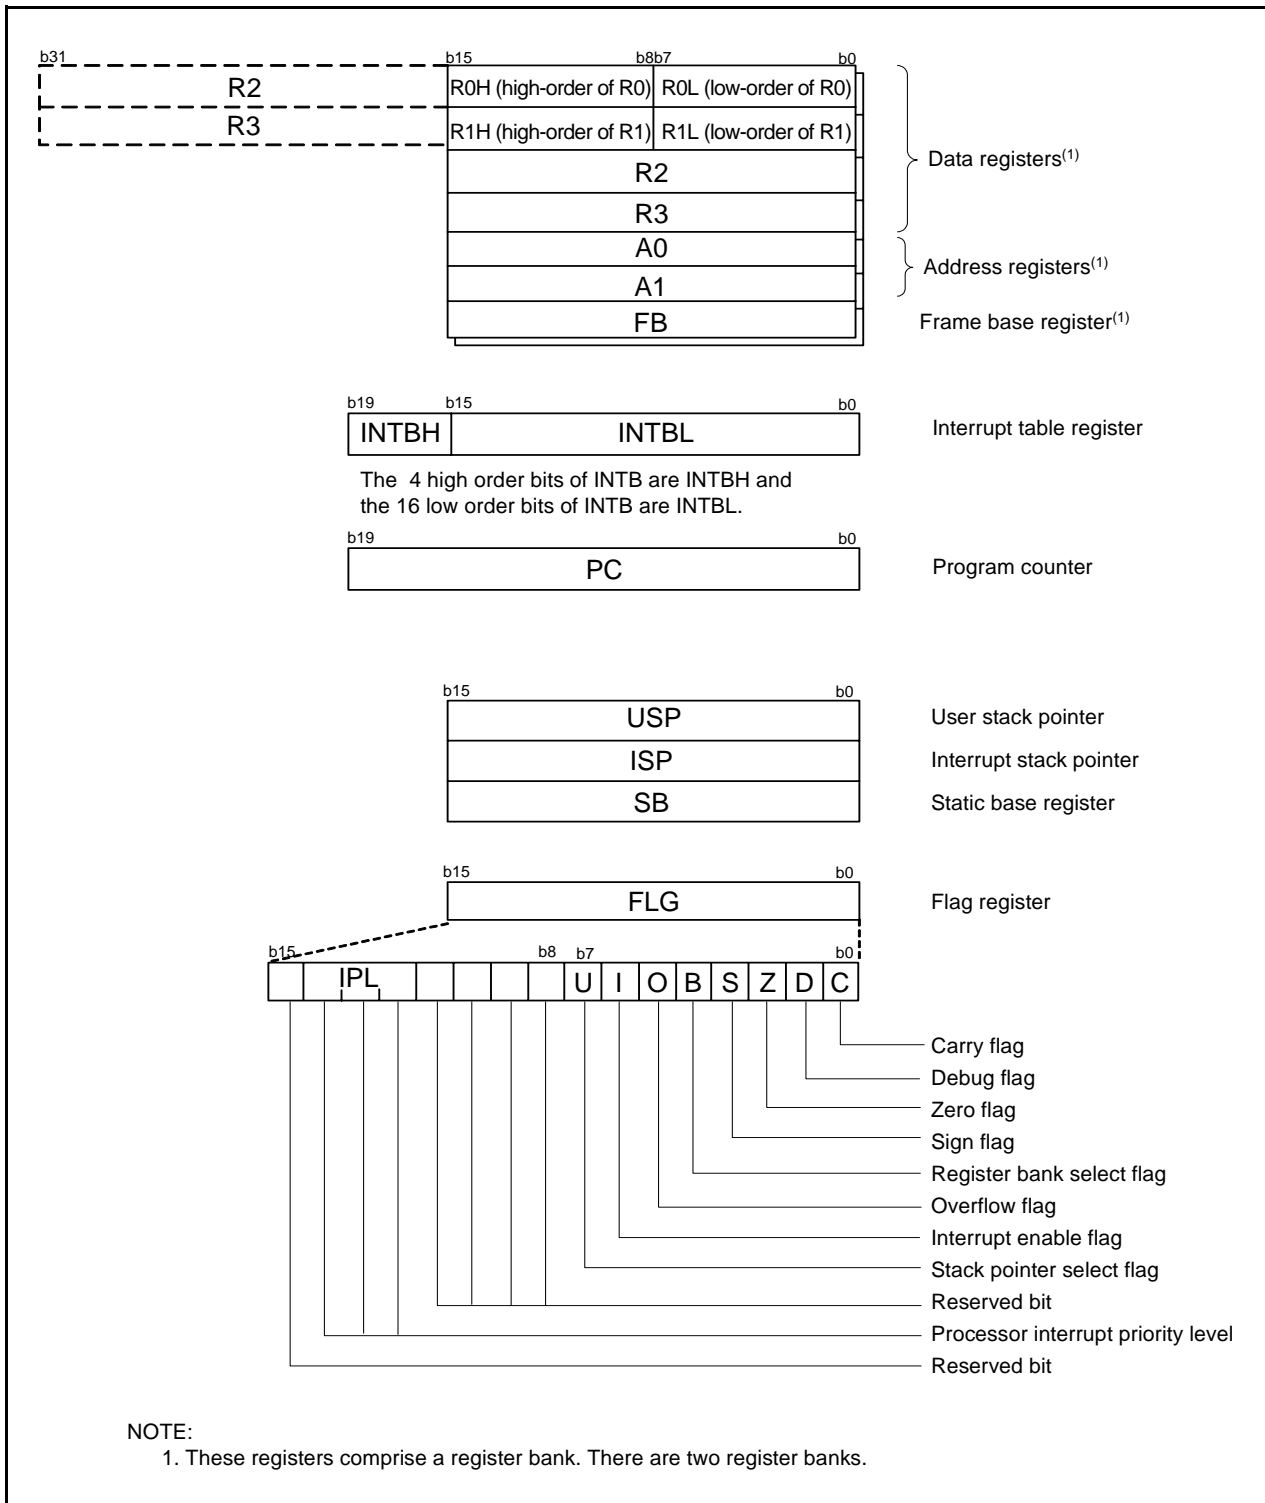 b31 b15 b8b7 b0
R2 R0H (high-order of R0) R0L (low-order of R0)
R3 R1H (high-order of R1) R1L (low-order of R1)
Data registers(1)
R2
R3
A0
Address registers(1)
A1
FB Frame base register(1)
b19 b15 b0
INTBH INTBL Interrupt table register
The 4 high order bits of INTB are INTBH and
the 16 low order bits of INTB are INTBL.
b19 b0
PC Program counter
b15 b0
USP User stack pointer
ISP Interrupt stack pointer
SB Static base register
b15 b0
FLG Flag register
b15 b8 b7 b0
IPL U I O B S Z D C
Carry flag
Debug flag
Zero flag
Sign flag
Register bank select flag
Overflow flag
Interrupt enable flag
Stack pointer select flag
Reserved bit
Processor interrupt priority level
Reserved bit
NOTE:
1. These registers comprise a register bank. There are two register banks.